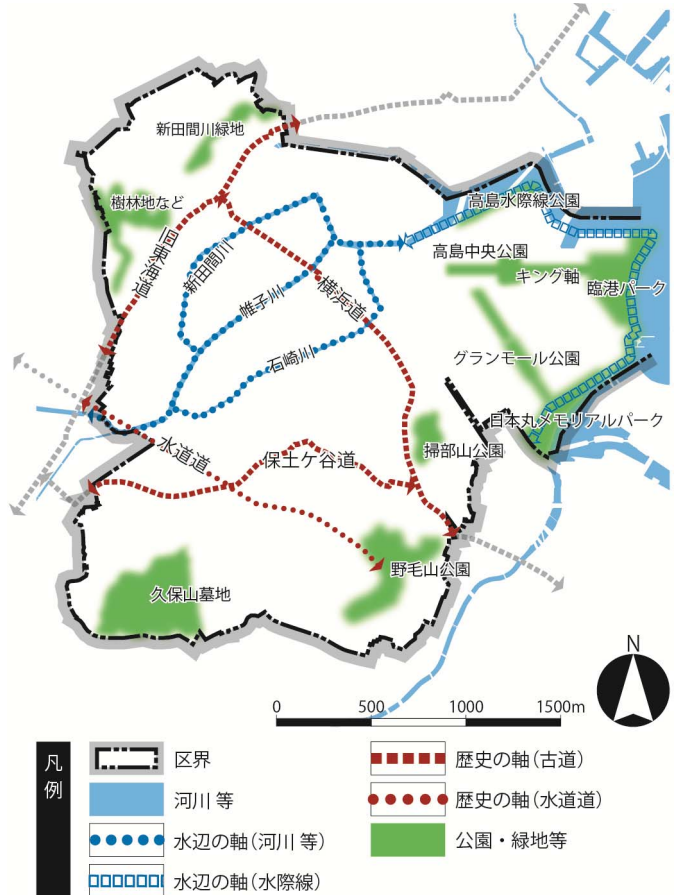 新田間川緑地
樹林地など
旧東海道
新田間川
帷子川
石崎川
横浜道
高島水際線公園
高島中央公園
キング軸
臨港パーク
グランモール公園
日本丸メモリアルパーク
掃部山公園
水道道
保土ケ谷道
野毛山公園
久保山墓地
N
0 500 1000 1500m
凡例
区界
河川 等
水辺の軸(河川 等)
水辺の軸(水際線)
歴史の軸(古道)
歴史の軸(水道道)
公園・緑地等